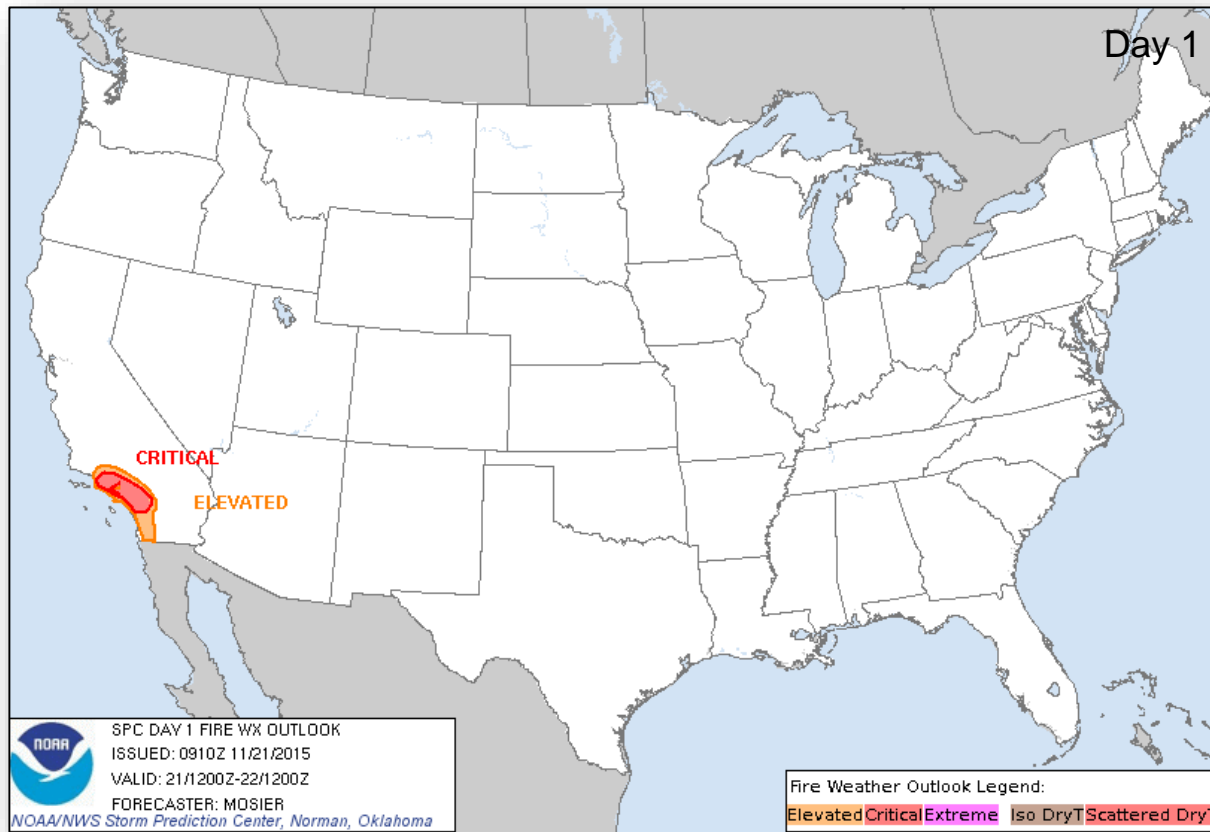 Day 1
CRITICAL
ELEVATED
NOAA
SPC DAY 1 FIRE WX OUTLOOK
ISSUED: 0910Z 11/21/2015
VALID: 21/1200Z-22/1200Z
FORECASTER: MOSIER
NOAA/NWS Storm Prediction Center, Norman, Oklahoma
Fire Weather Outlook Legend:
Elevated Critical Extreme Iso DryT Scattered DryT